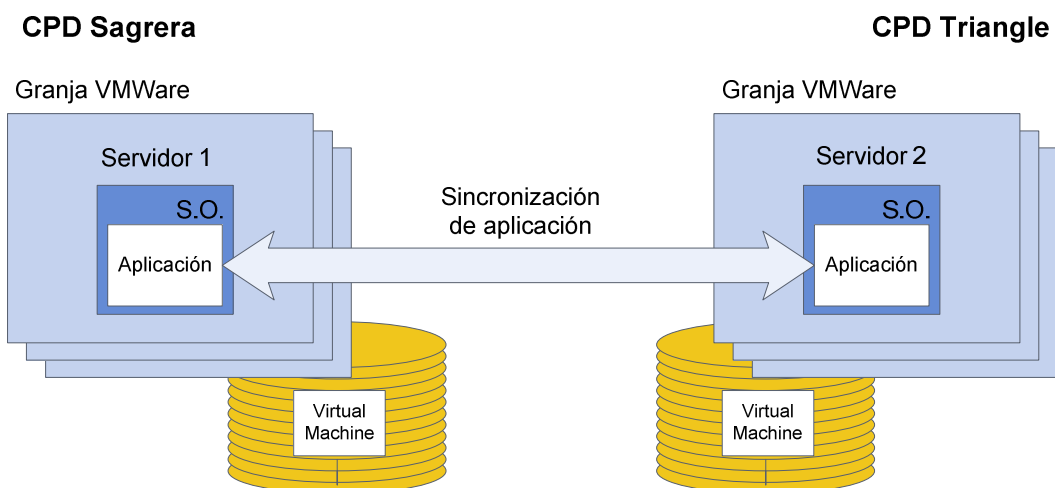 CPD Sagrera
CPD Triangle
Granja VMWare
Granja VMWare
Servidor 1
Servidor 2
S.O.
S.O.
Sincronización
de aplicación
Aplicación
Aplicación
Virtual
Machine
Virtual
Machine